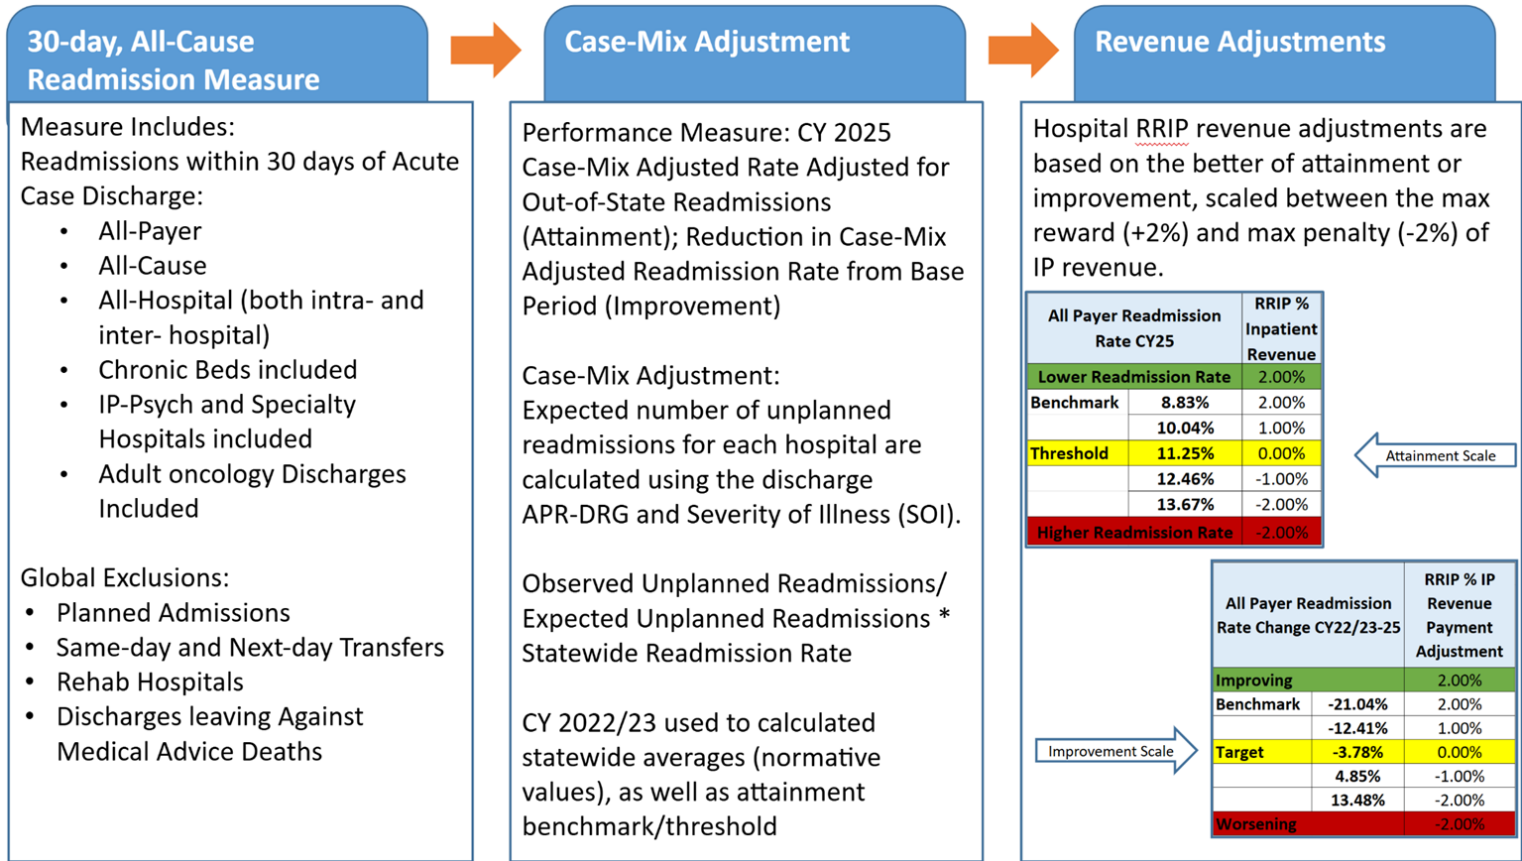 30-day, All-Cause
Readmission Measure
Measure Includes:
Readmissions within 30 days of Acute
Case Discharge:
• All-Payer
• All-Cause
• All-Hospital (both intra- and
inter- hospital)
• Chronic Beds included
• IP-Psych and Specialty
Hospitals included
• Adult oncology Discharges
Included
Global Exclusions:
• Planned Admissions
• Same-day and Next-day Transfers
• Rehab Hospitals
• Discharges leaving Against
Medical Advice Deaths
Case-Mix Adjustment
Performance Measure: CY 2025
Case-Mix Adjusted Rate Adjusted for
Out-of-State Readmissions
(Attainment); Reduction in Case-Mix
Adjusted Readmission Rate from Base
Period (Improvement)
Case-Mix Adjustment:
Expected number of unplanned
readmissions for each hospital are
calculated using the discharge
APR-DRG and Severity of Illness (SOI).
Observed Unplanned Readmissions/
Expected Unplanned Readmissions *
Statewide Readmission Rate
CY 2022/23 used to calculated
statewide averages (normative
values), as well as attainment
benchmark/threshold
Revenue Adjustments
Hospital RRIP revenue adjustments are
based on the better of attainment or
improvement, scaled between the max
reward (+2%) and max penalty (-2%) of
IP revenue.
All Payer Readmission
Rate CY25
RRIP %
Inpatient
Revenue
Lower Readmission Rate 2.00%
Benchmark 8.83% 2.00%
10.04% 1.00%
Threshold 11.25% 0.00%
12.46% -1.00%
13.67% -2.00%
Higher Readmission Rate -2.00%
Attainment Scale
All Payer Readmission
Rate Change CY22/23-25
RRIP % IP
Revenue
Payment
Adjustment
Improving 2.00%
Benchmark -21.04% 2.00%
-12.41% 1.00%
Target -3.78% 0.00%
4.85% -1.00%
13.48% -2.00%
Worsening -2.00%
Improvement Scale